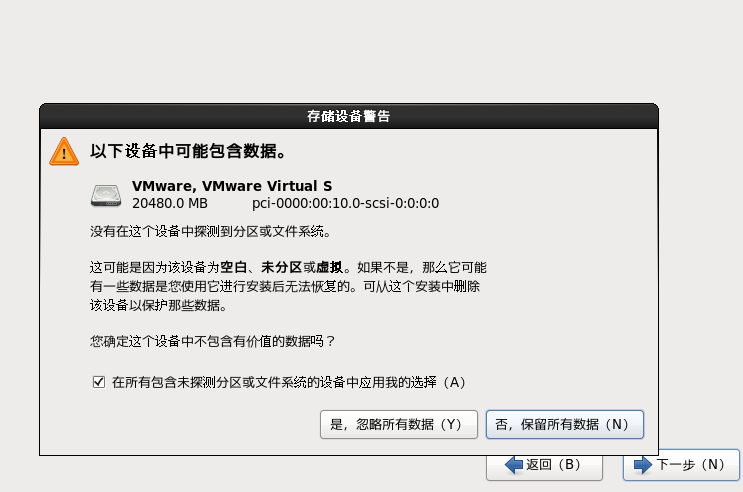 存储设备警告
以下设备中可能包含数据。
VMware, VMware Virtual S
20480.0 MB pci-0000:00:10.0-scsi-0:0:0:0
没有在这个设备中探测到分区或文件系统。
这可能是因为该设备为空白、未分区或虚拟。如果不是，那么它可能
有一些数据是您使用它进行安装后无法恢复的。可从这个安装中删除
该设备以保护那些数据。
您确定这个设备中不包含有价值的数据吗？
在所有包含未探测分区或文件系统的设备中应用我的选择（A）
是，忽略所有数据（Y） 否，保留所有数据（N）
返回（B） 下一步（N）